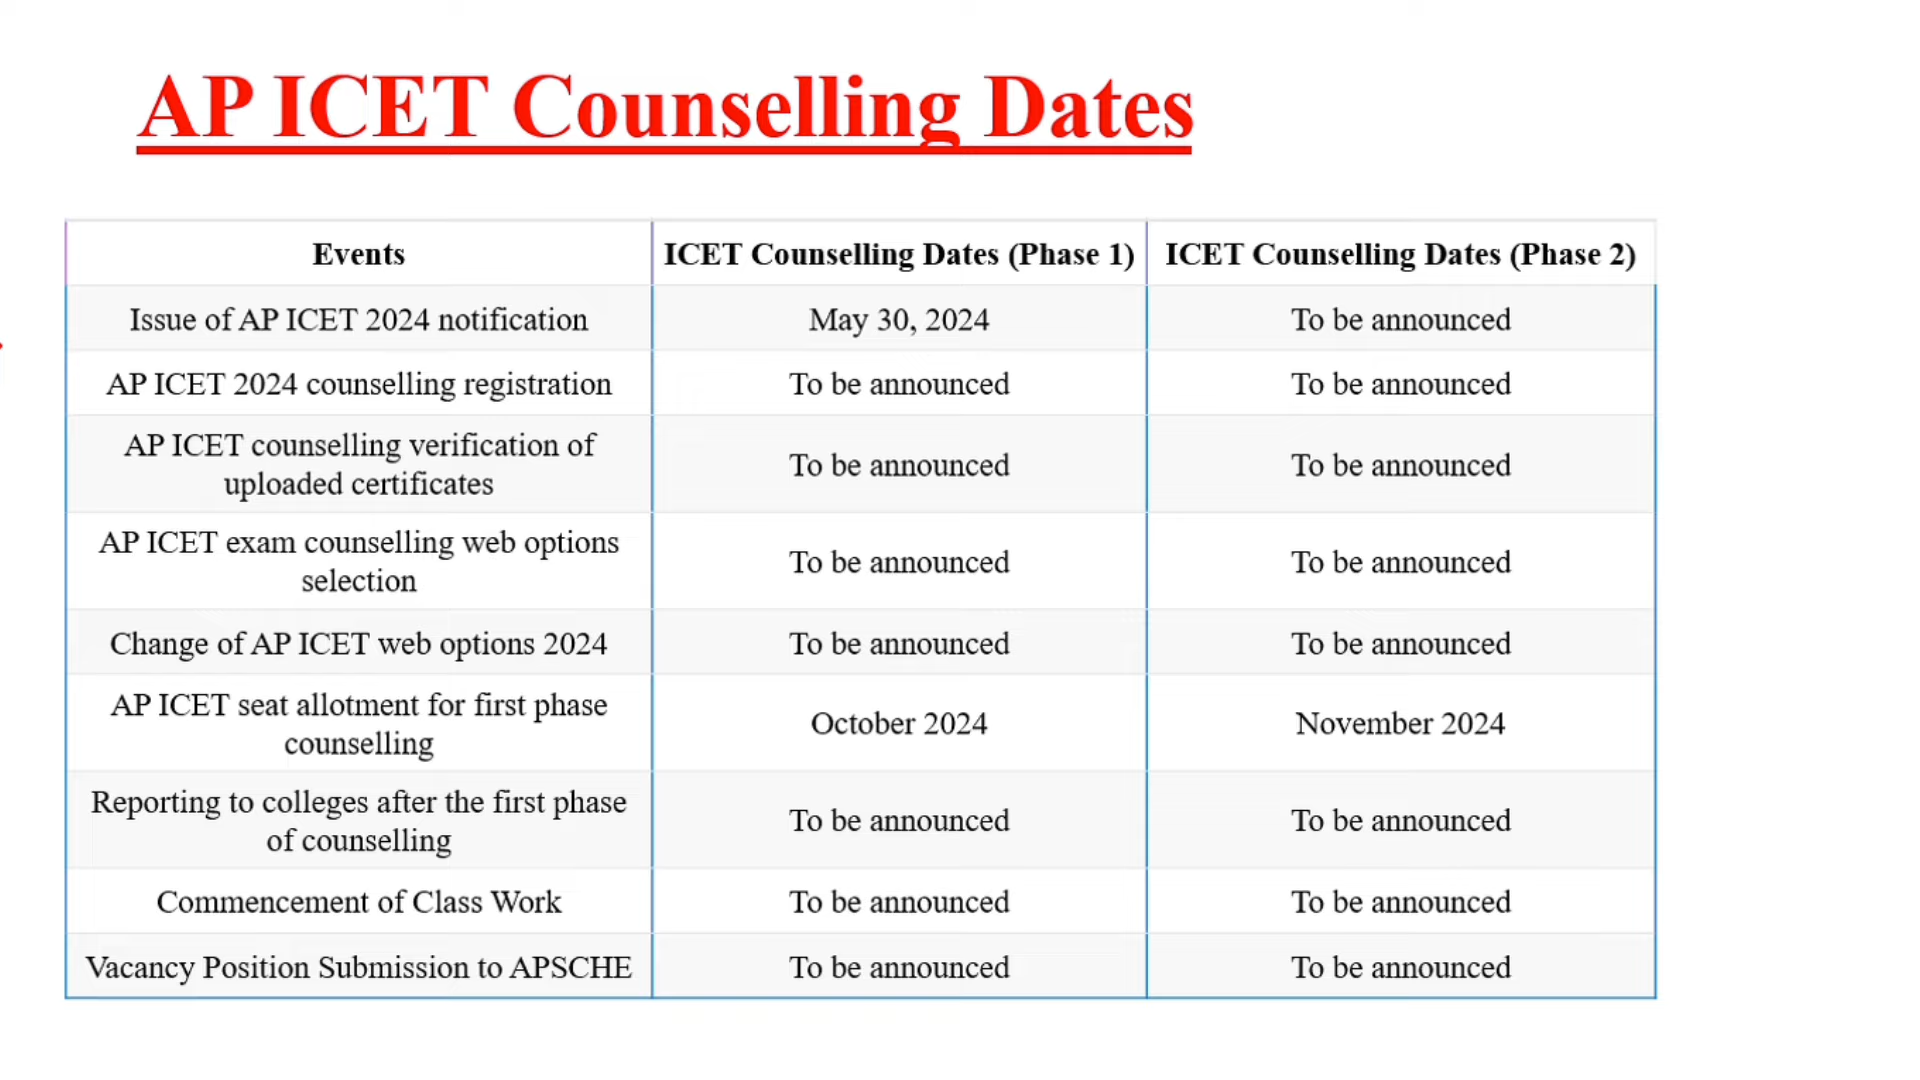 AP ICET Counselling Dates
Events ICET Counselling Dates (Phase 1) ICET Counselling Dates (Phase 2)
Issue of AP ICET 2024 notification May 30, 2024 To be announced
AP ICET 2024 counselling registration To be announced To be announced
AP ICET counselling verification of
uploaded certificates To be announced To be announced
AP ICET exam counselling web options
selection To be announced To be announced
Change of AP ICET web options 2024 To be announced To be announced
AP ICET seat allotment for first phase
counselling October 2024 November 2024
Reporting to colleges after the first phase
of counselling To be announced To be announced
Commencement of Class Work To be announced To be announced
Vacancy Position Submission to APSCHE To be announced To be announced